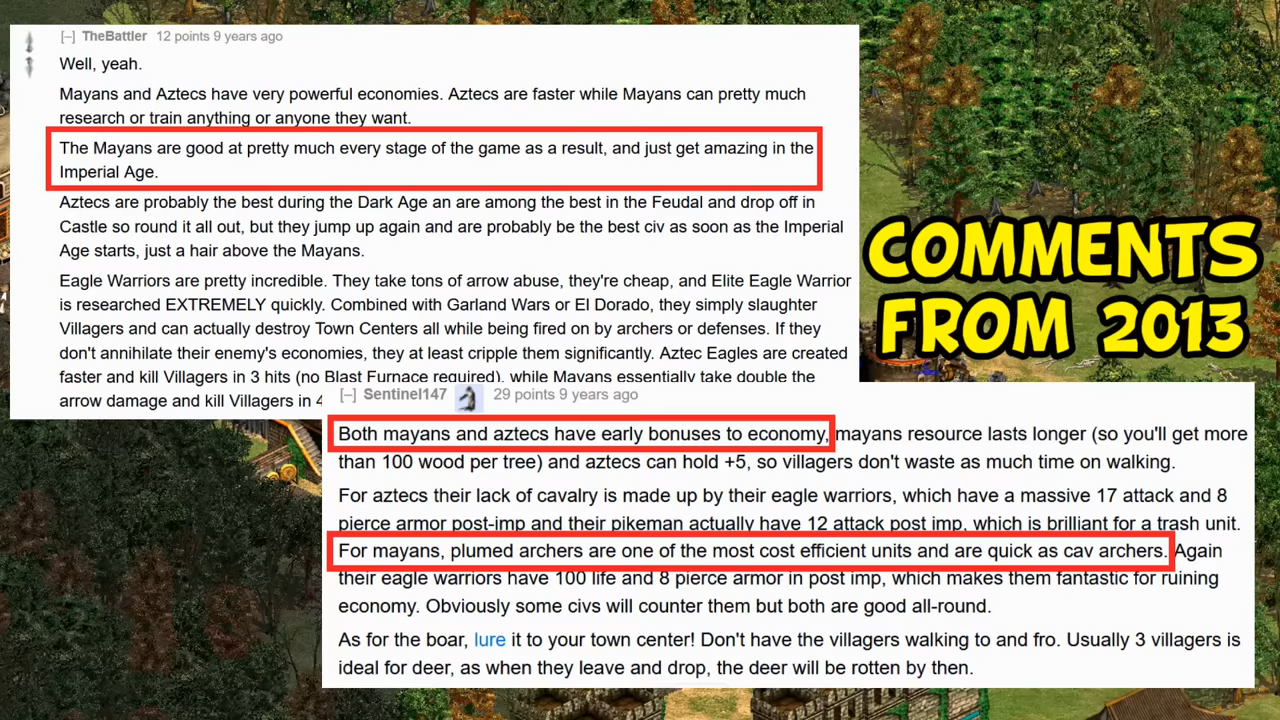 [–] TheBattler 12 points 9 years ago
Well, yeah.
Mayans and Aztecs have very powerful economies. Aztecs are faster while Mayans can pretty much
research or train anything or anyone they want.
The Mayans are good at pretty much every stage of the game as a result, and just get amazing in the
Imperial Age.
Aztecs are probably the best during the Dark Age an are among the best in the Feudal and drop off in
Castle so round it all out, but they jump up again and are probably be the best civ as soon as the Imperial
Age starts, just a hair above the Mayans.
Eagle Warriors are pretty incredible. They take tons of arrow abuse, they're cheap, and Elite Eagle Warrior
is researched EXTREMELY quickly. Combined with Garland Wars or El Dorado, they simply slaughter
Villagers and can actually destroy Town Centers all while being fired on by archers or defenses. If they
don't annihilate their enemy's economies, they at least cripple them significantly. Aztec Eagles are created
faster and kill Villagers in 3 hits (no Blast Furnace required), while Mayans essentially take double the
arrow damage and kill Villagers in 4
COMMENTS
FROM 2013
[–] Sentinel147 29 points 9 years ago
Both mayans and aztecs have early bonuses to economy, mayans resource lasts longer (so you'll get more
than 100 wood per tree) and aztecs can hold +5, so villagers don't waste as much time on walking.
For aztecs their lack of cavalry is made up by their eagle warriors, which have a massive 17 attack and 8
pierce armor post-imp and their pikeman actually have 12 attack post imp, which is brilliant for a trash unit.
For mayans, plumed archers are one of the most cost efficient units and are quick as cav archers. Again
their eagle warriors have 100 life and 8 pierce armor in post imp, which makes them fantastic for ruining
economy. Obviously some civs will counter them but both are good all-round.
As for the boar, lure it to your town center! Don't have the villagers walking to and fro. Usually 3 villagers is
ideal for deer, as when they leave and drop, the deer will be rotten by then.